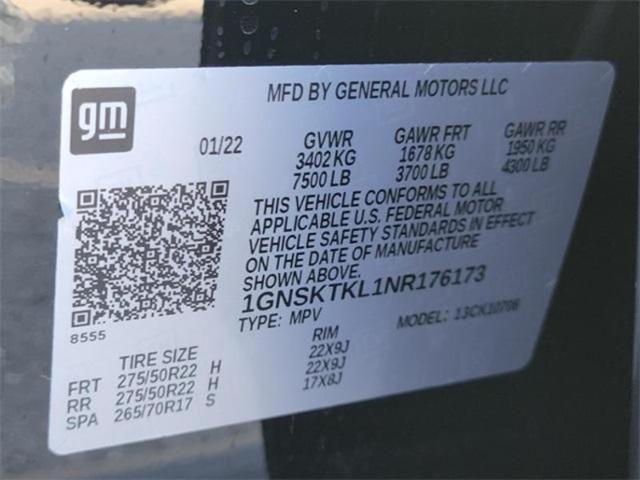 gm
MFD BY GENERAL MOTORS LLC
01/22 GVWR GAWR FRT GAWR RR
3402 KG 1678 KG 1950 KG
7500 LB 3700 LB 4300 LB
THIS VEHICLE CONFORMS TO ALL
APPLICABLE U.S. FEDERAL MOTOR
VEHICLE SAFETY STANDARDS IN EFFECT
ON THE DATE OF MANUFACTURE
SHOWN ABOVE.
1GNSKTKL1NR176173
8555
TYPE: MPV MODEL: 13CK10706
TIRE SIZE RIM
FRT 275/50R22 H 22X9J
RR 275/50R22 H 22X9J
SPA 265/70R17 S 17X8J